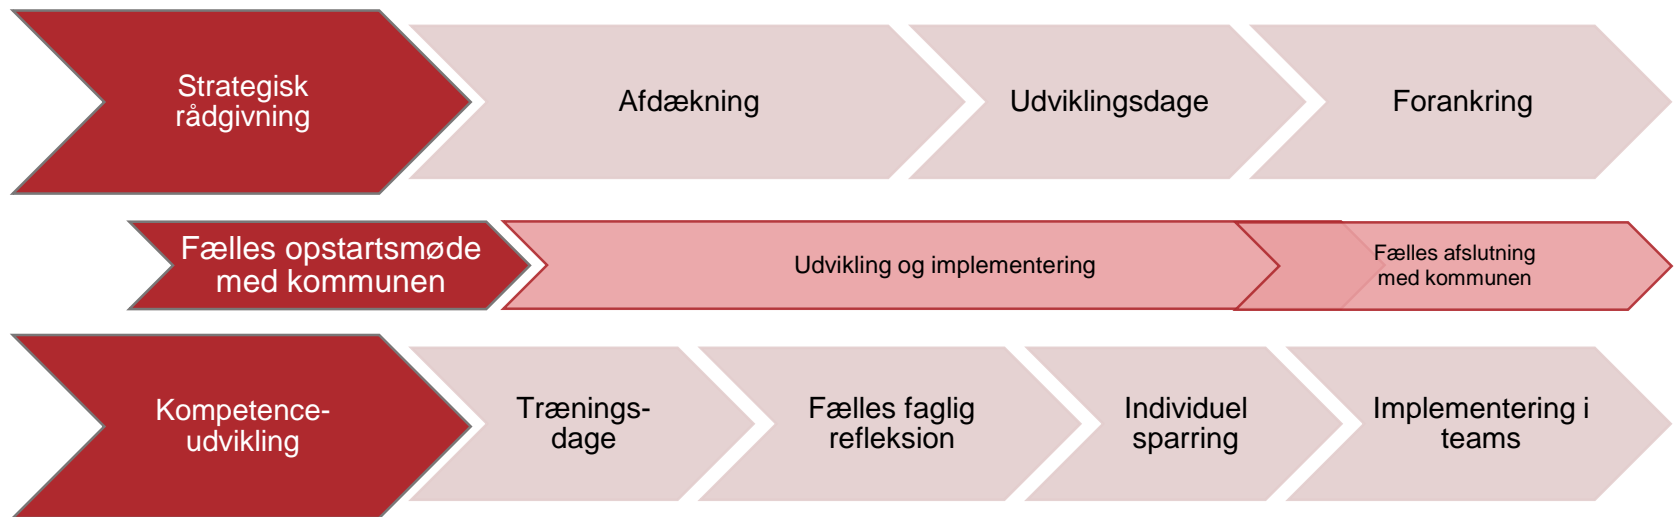 Strategisk
rådgivning
Afdækning
Udviklingsdage
Forankring
Fælles opstartsmøde
med kommunen
Udvikling og implementering
Fælles afslutning
med kommunen
Kompetence-
udvikling
Trænings-
dage
Fælles faglig
refleksion
Individuel
sparring
Implementering i
teams